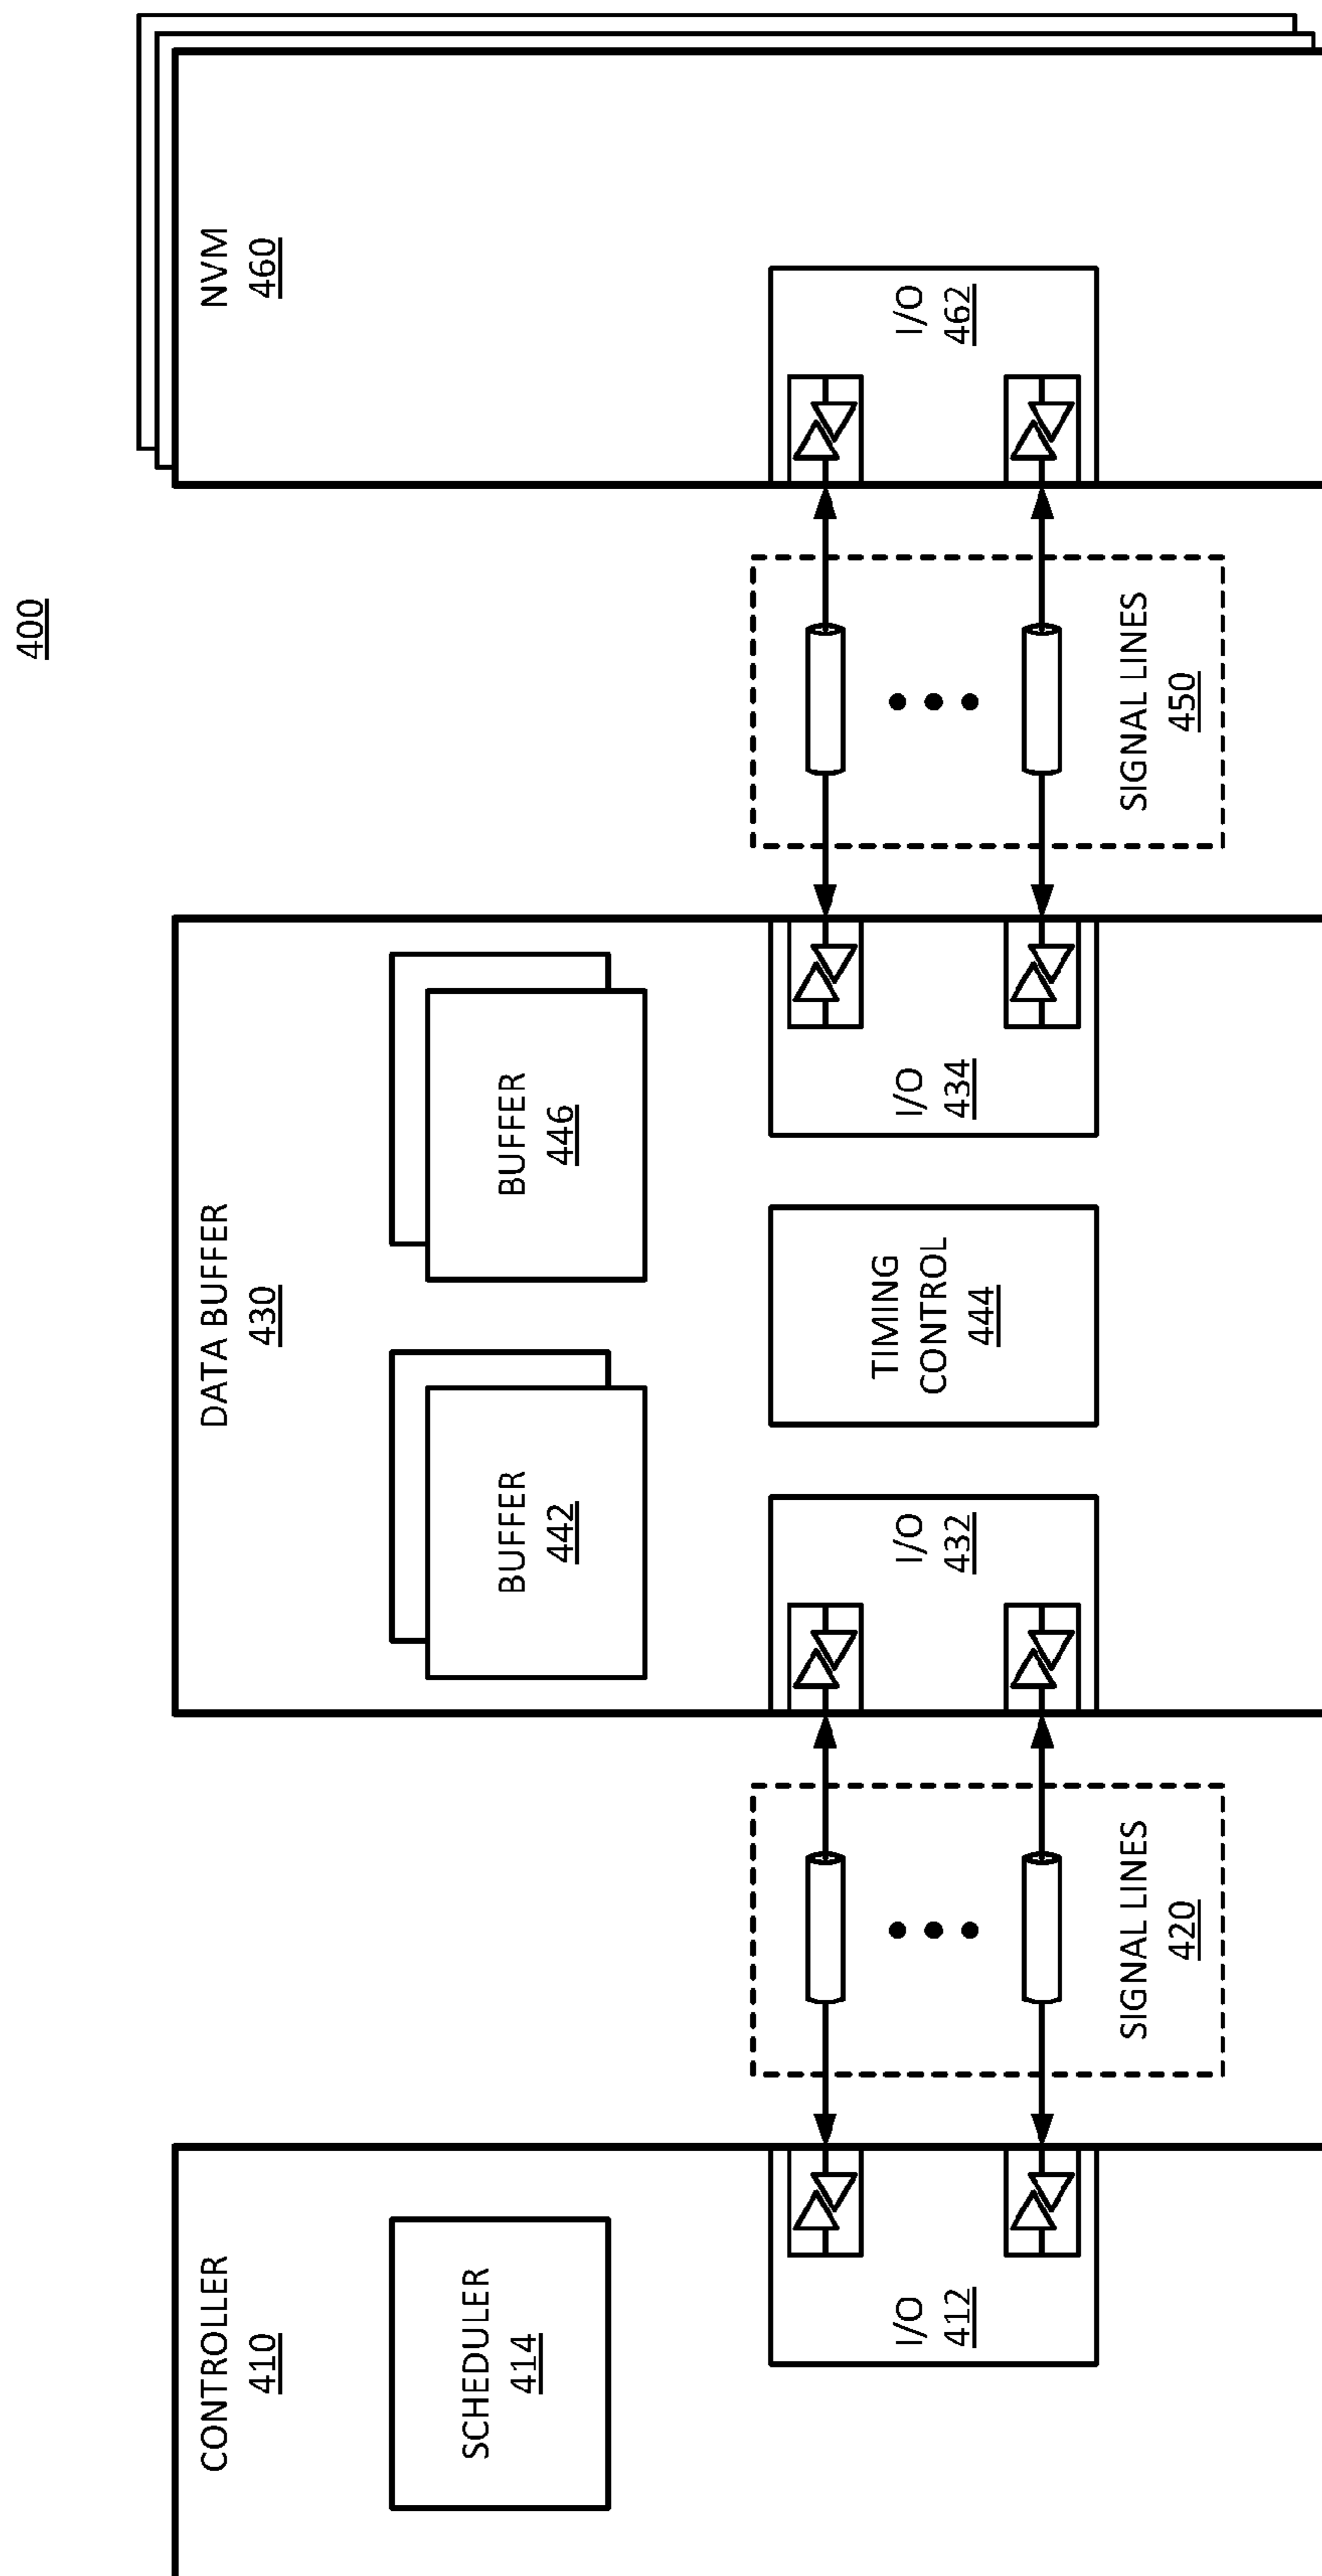 400
CONTROLLER
410
SCHEDULER
414
I/O
412
SIGNAL LINES
420
DATA BUFFER
430
BUFFER
442
BUFFER
446
I/O
432
TIMING
CONTROL
444
I/O
434
SIGNAL LINES
450
NVM
460
I/O
462